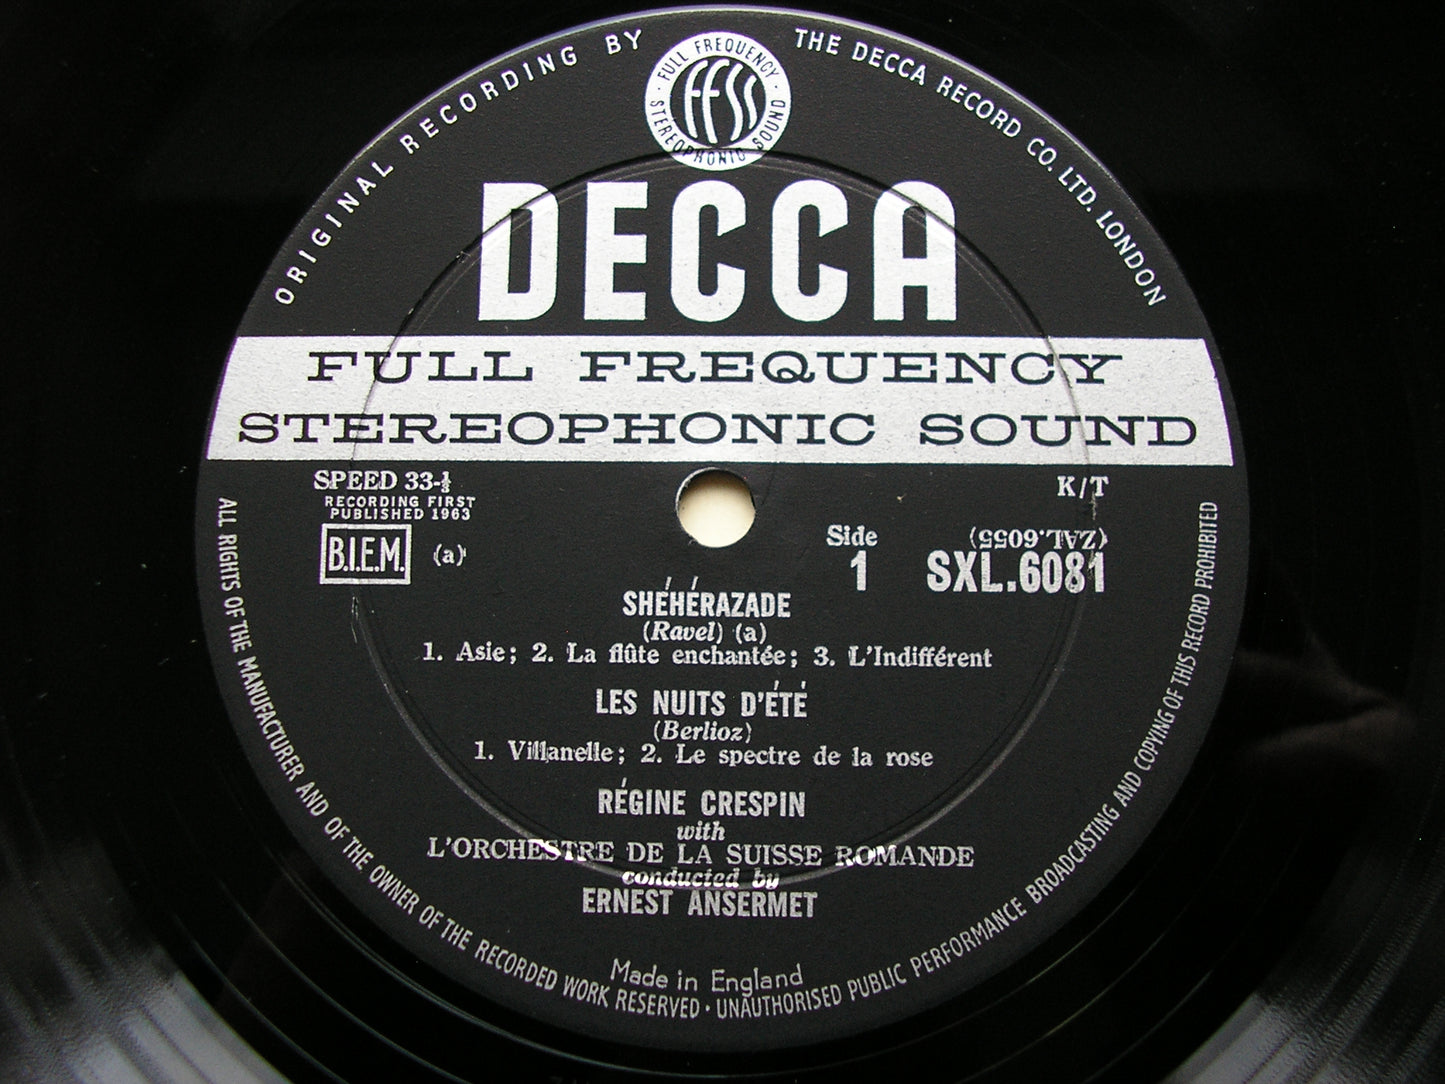 ORIGINAL RECORDING BY THE DECCA RECORD CO. LTD. LONDON
FULL FREQUENCY
FFSS
STEREOPHONIC SOUND
DECCA
FULL FREQUENCY
STEREOPHONIC SOUND
SPEED 33-⅓
RECORDING FIRST
PUBLISHED 1963
B.I.E.M. (a)
K/T
Side
1
(ZAL.6055)
SXL.6081
SHÉHÉRAZADE
(Ravel) (a)
1. Asie; 2. La flûte enchantée; 3. L'Indifférent
LES NUITS D'ÉTÉ
(Berlioz)
1. Villanelle; 2. Le spectre de la rose
RÉGINE CRESPIN
with
L'ORCHESTRE DE LA SUISSE ROMANDE
conducted by
ERNEST ANSERMET
Made in England
ALL RIGHTS OF THE MANUFACTURER AND OF THE OWNER OF THE RECORDED WORK RESERVED · UNAUTHORISED PUBLIC PERFORMANCE BROADCASTING AND COPYING OF THIS RECORD PROHIBITED